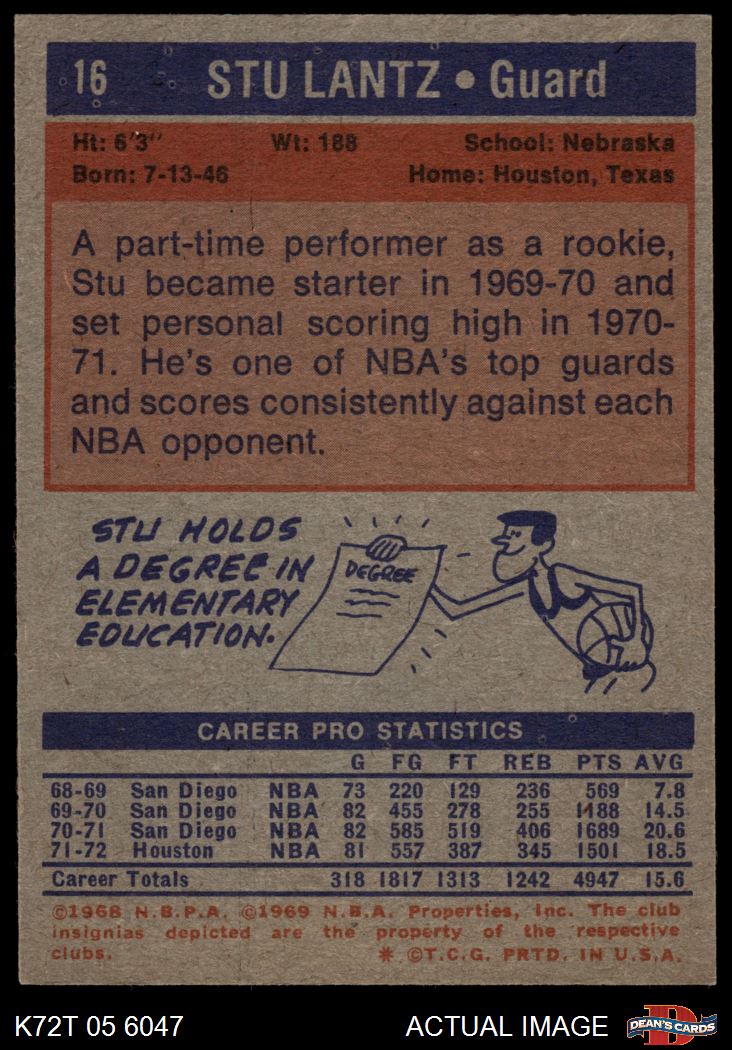 16 STU LANTZ • Guard
Ht: 6'3" Wt: 188 School: Nebraska
Born: 7-13-46 Home: Houston, Texas
A part-time performer as a rookie,
Stu became starter in 1969-70 and
set personal scoring high in 1970-
71. He's one of NBA's top guards
and scores consistently against each
NBA opponent.
STU HOLDS
A DEGREE IN
ELEMENTARY
EDUCATION.
DEGREE
CAREER PRO STATISTICS
G FG FT REB PTS AVG
68-69 San Diego NBA 73 220 129 236 569 7.8
69-70 San Diego NBA 82 455 278 255 1188 14.5
70-71 San Diego NBA 82 585 519 406 1689 20.6
71-72 Houston NBA 81 557 387 345 1501 18.5
Career Totals 318 1817 1313 1242 4947 15.6
©1968 N.B.P.A. ©1969 N.B.A. Properties, Inc. The club
insignias depicted are the property of the respective
clubs. * ©T.C.G. PRTD. IN U.S.A.
K72T 05 6047 ACTUAL IMAGE DEAN'S CARDS